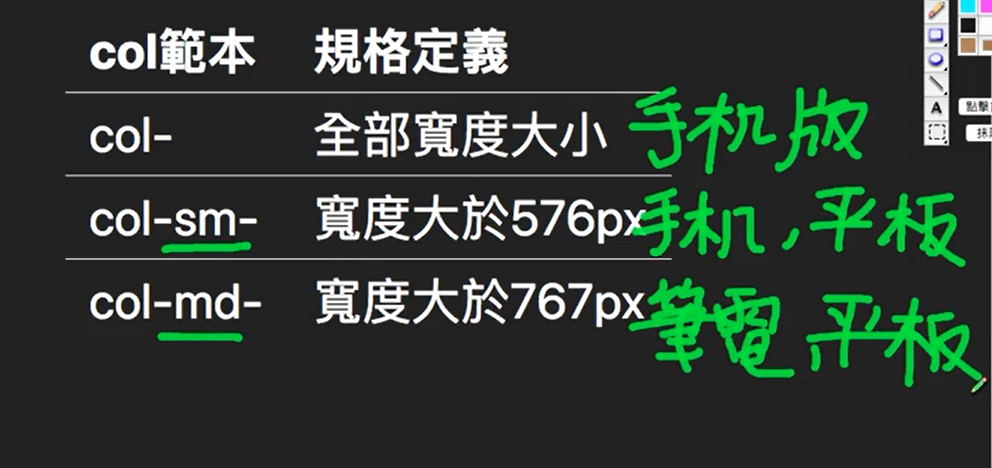 col範本 規格定義
col- 全部寬度大小 手机版
col-sm- 寬度大於576px 手机,平板
col-md- 寬度大於767px 筆電 平板
A